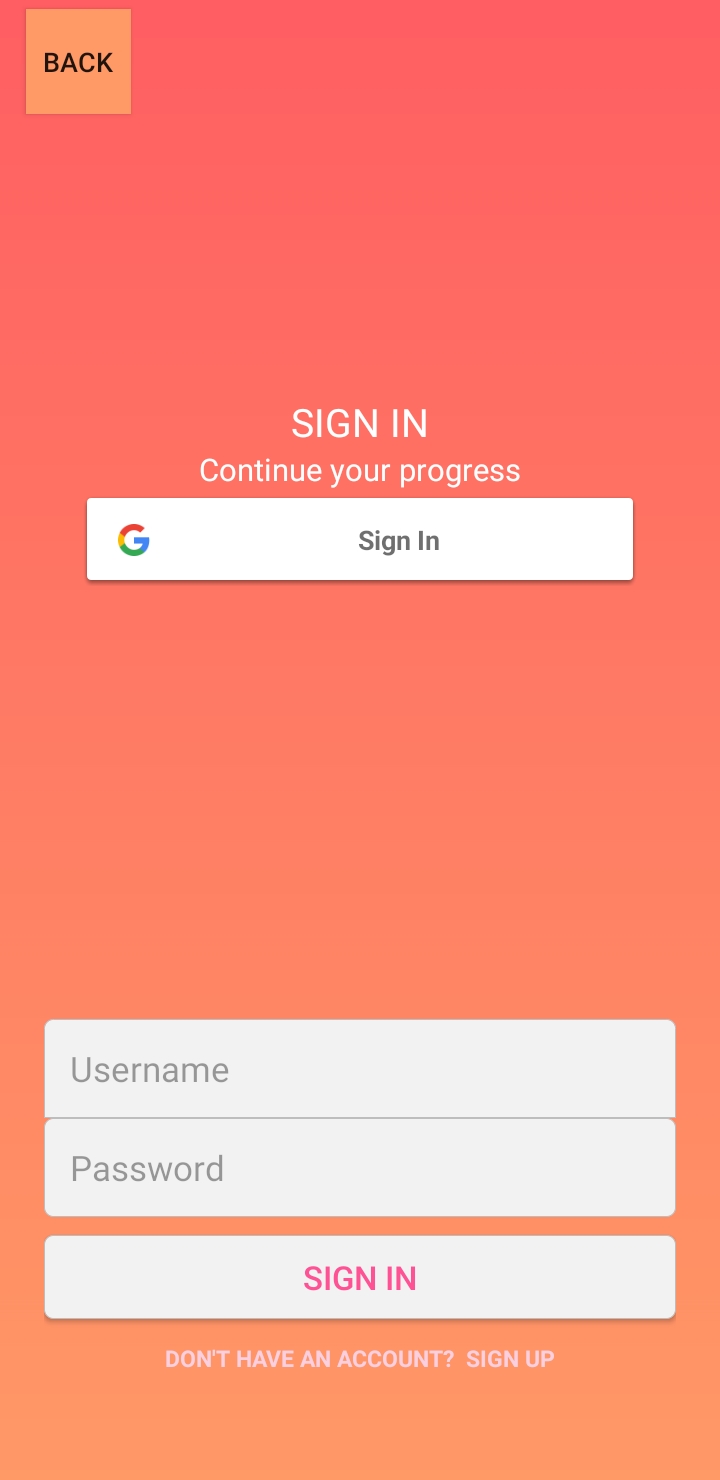 BACK
SIGN IN
Continue your progress
Sign In
Username
Password
SIGN IN
DON'T HAVE AN ACCOUNT?  SIGN UP